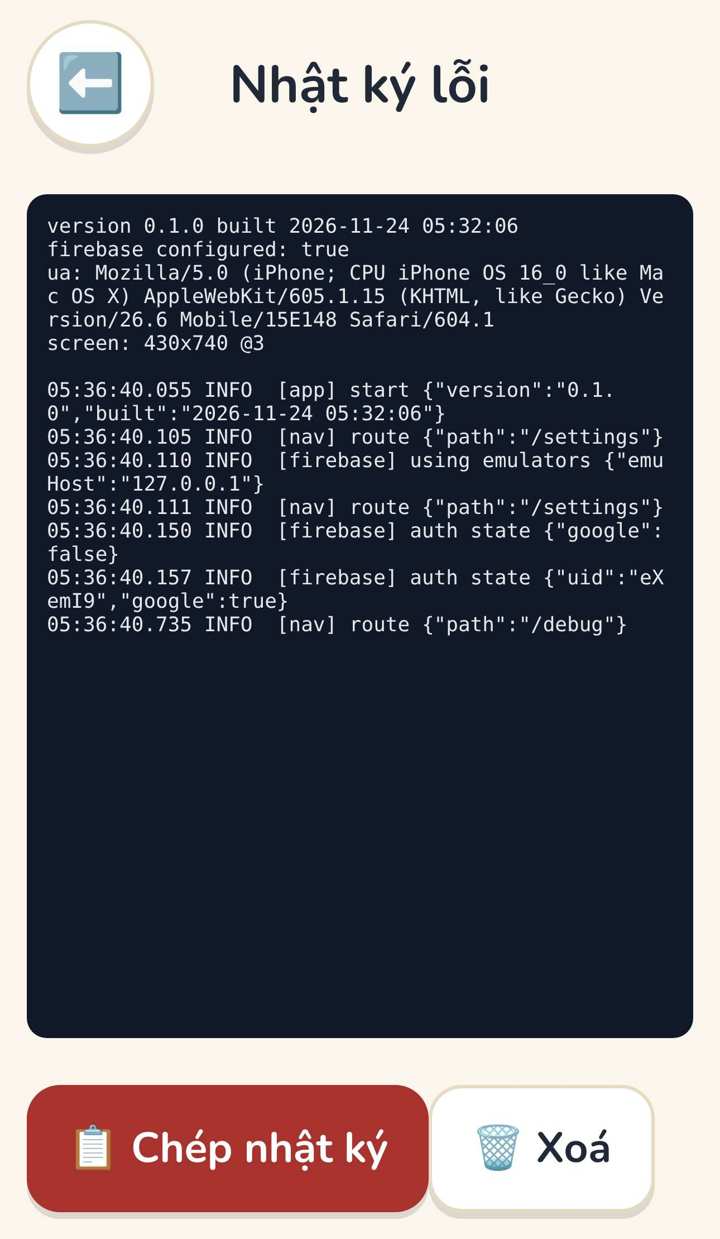 Nhật ký lỗi
version 0.1.0 built 2026-11-24 05:32:06
firebase configured: true
ua: Mozilla/5.0 (iPhone; CPU iPhone OS 16_0 like Ma
c OS X) AppleWebKit/605.1.15 (KHTML, like Gecko) Ve
rsion/26.6 Mobile/15E148 Safari/604.1
screen: 430x740 @3
05:36:40.055 INFO  [app] start {"version":"0.1.
0","built":"2026-11-24 05:32:06"}
05:36:40.105 INFO  [nav] route {"path":"/settings"}
05:36:40.110 INFO  [firebase] using emulators {"emu
Host":"127.0.0.1"}
05:36:40.111 INFO  [nav] route {"path":"/settings"}
05:36:40.150 INFO  [firebase] auth state {"google":
false}
05:36:40.157 INFO  [firebase] auth state {"uid":"eX
emI9","google":true}
05:36:40.735 INFO  [nav] route {"path":"/debug"}
Chép nhật ký
Xoá